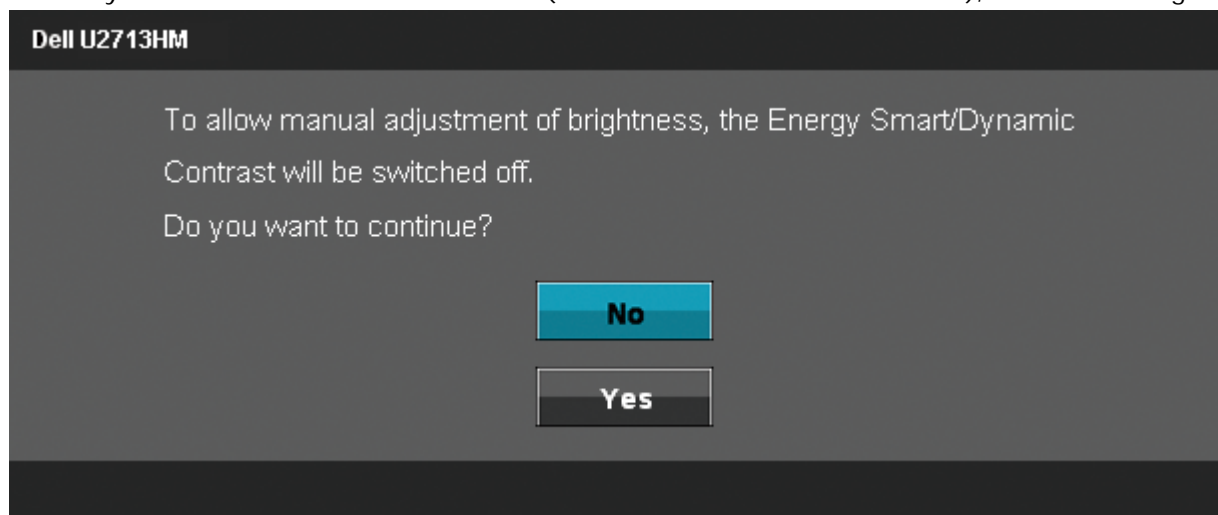 Dell U2713HM
To allow manual adjustment of brightness, the Energy Smart/Dynamic
Contrast will be switched off.
Do you want to continue?
No
Yes